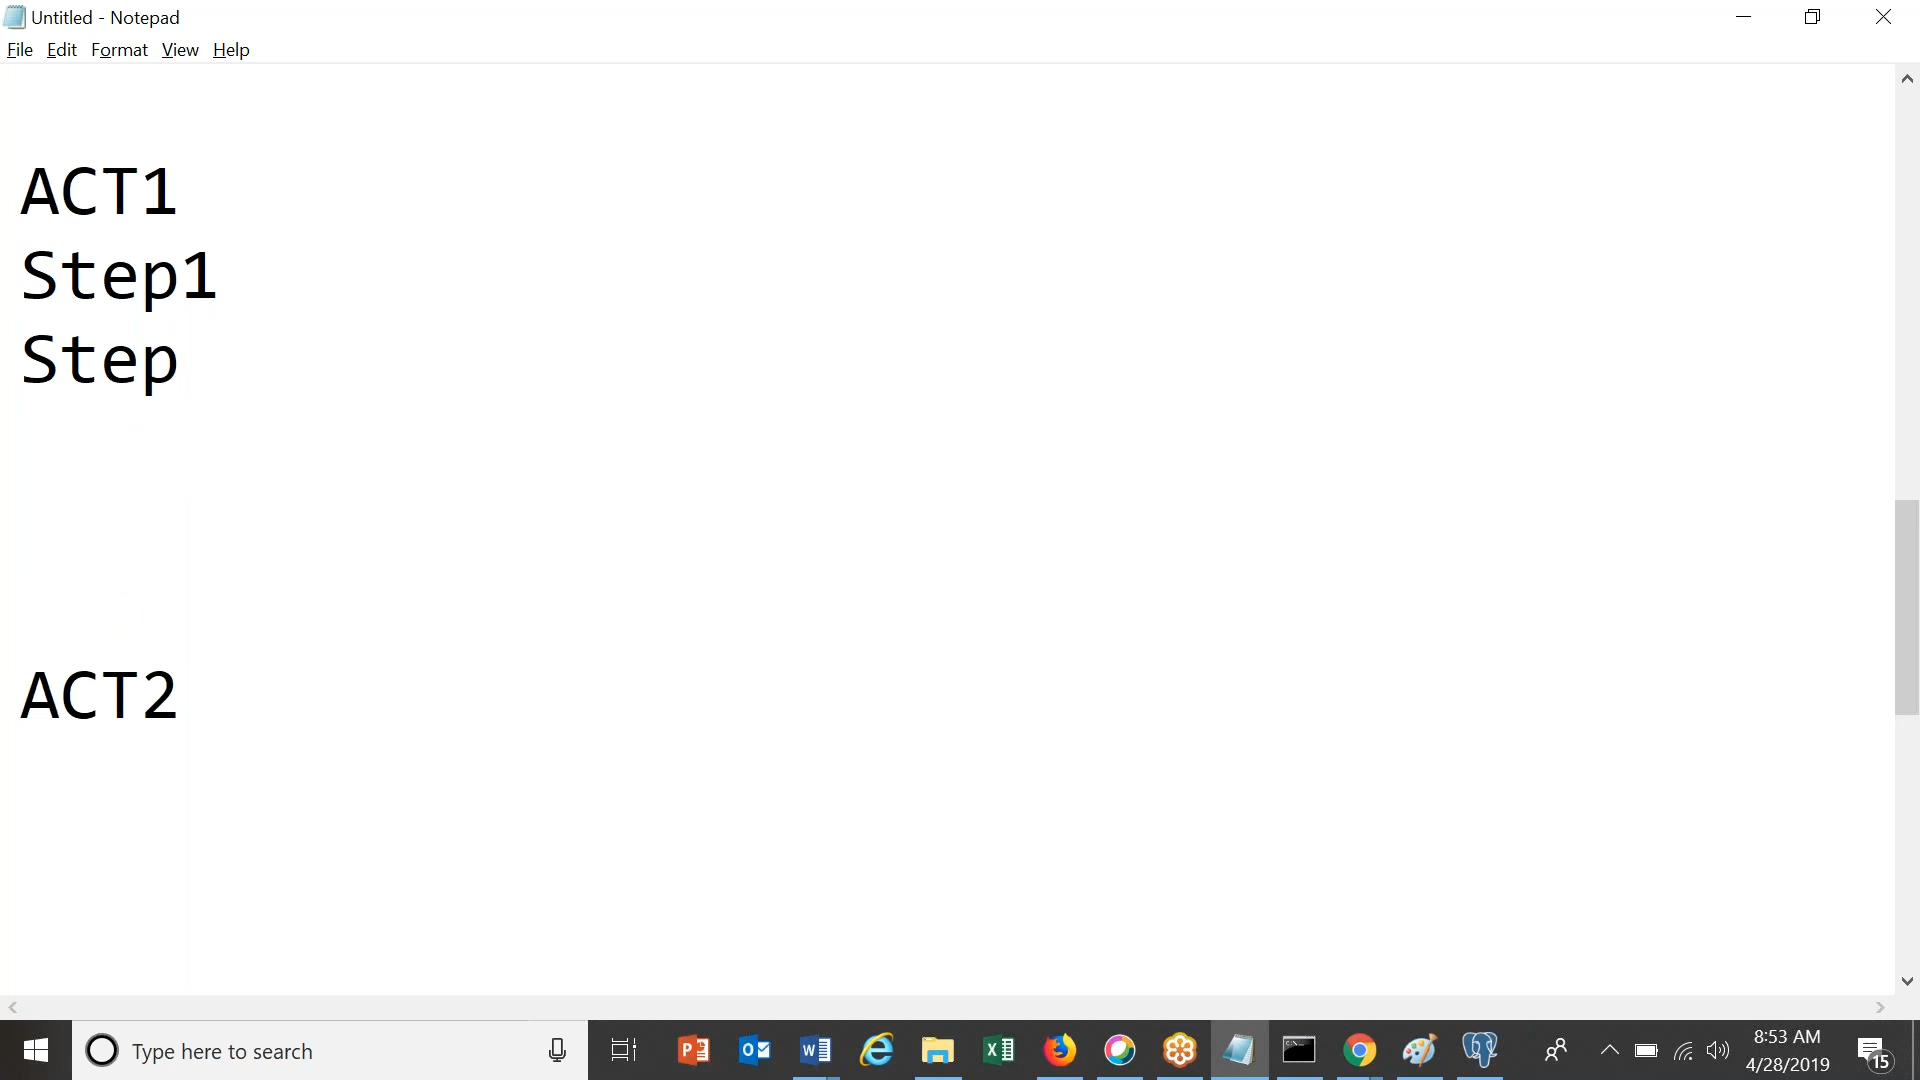 Untitled - Notepad
File Edit Format View Help
ACT1
Step1
Step
ACT2
Type here to search
8:53 AM
4/28/2019
15